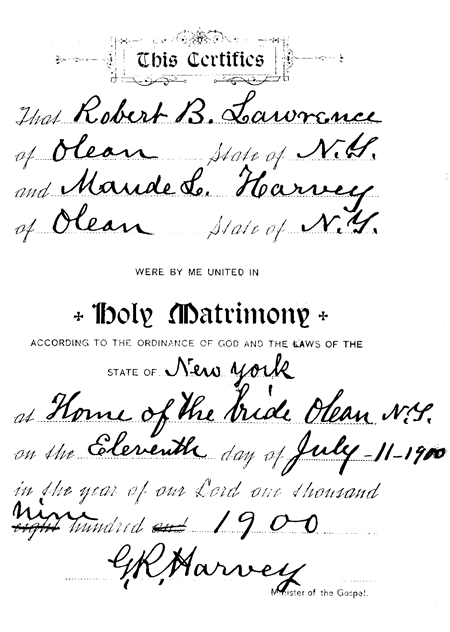 This Certifies
That Robert B. Lawrence
of Olean State of N.Y.
and Maude L. Harvey
of Olean State of N.Y.
WERE BY ME UNITED IN
Holy Matrimony
ACCORDING TO THE ORDINANCE OF GOD AND THE LAWS OF THE
STATE OF New York
at Home of the bride Olean N.Y.
on the Eleventh day of July -11-1900
in the year of our Lord one thousand
nine
eight hundred and 1900
G.R. Harvey
Minister of the Gospel.